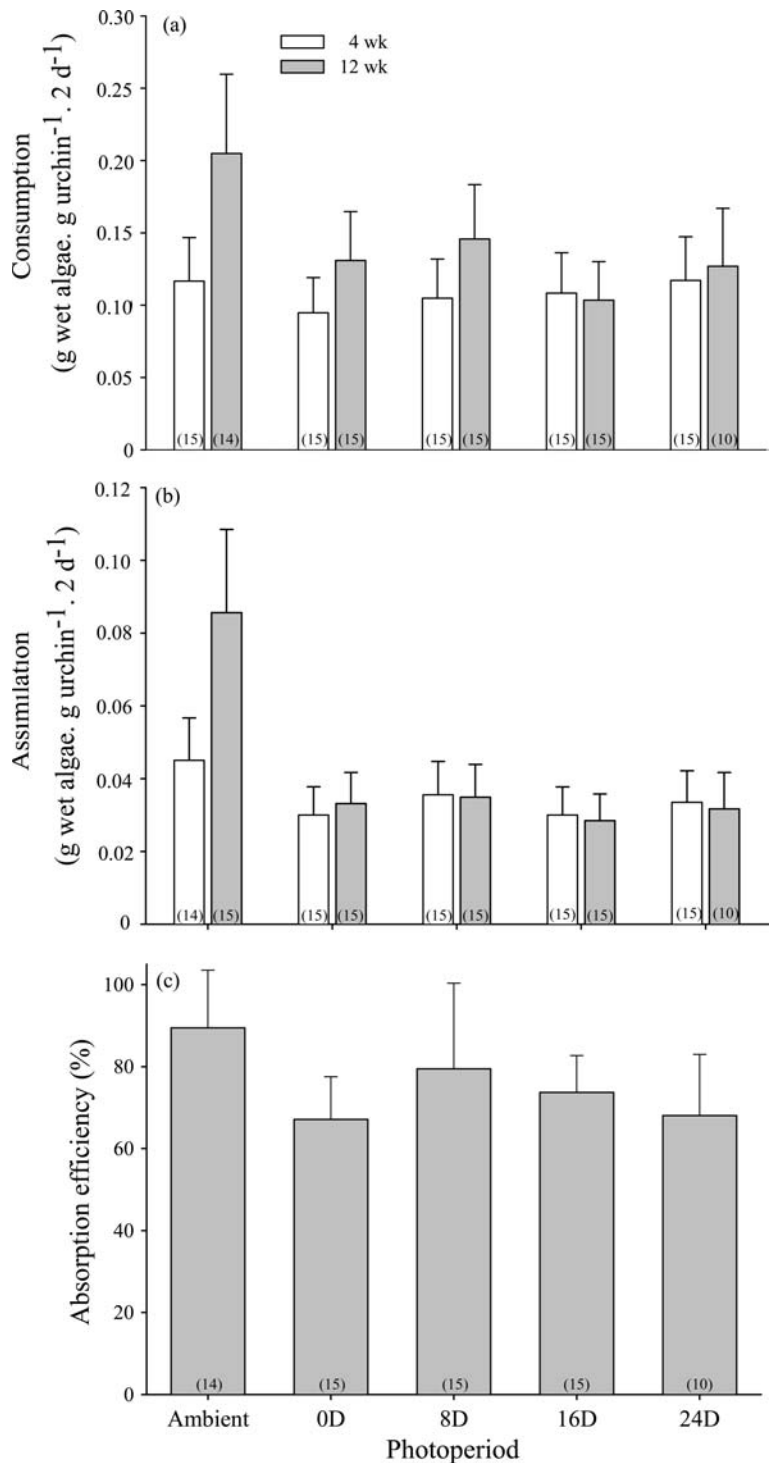 (a)
4 wk
12 wk
Consumption
(g wet algae. g urchin⁻¹ . 2 d⁻¹)
0.30
0.25
0.20
0.15
0.10
0.05
0
(15) (14) (15) (15) (15) (15) (15) (15) (15) (10)
(b)
Assimilation
(g wet algae. g urchin⁻¹ . 2 d⁻¹)
0.12
0.10
0.08
0.06
0.04
0.02
0
(14) (15) (15) (15) (15) (15) (15) (15) (15) (10)
(c)
Absorption efficiency (%)
100
80
60
40
20
0
(14) (15) (15) (15) (10)
Ambient 0D 8D 16D 24D
Photoperiod